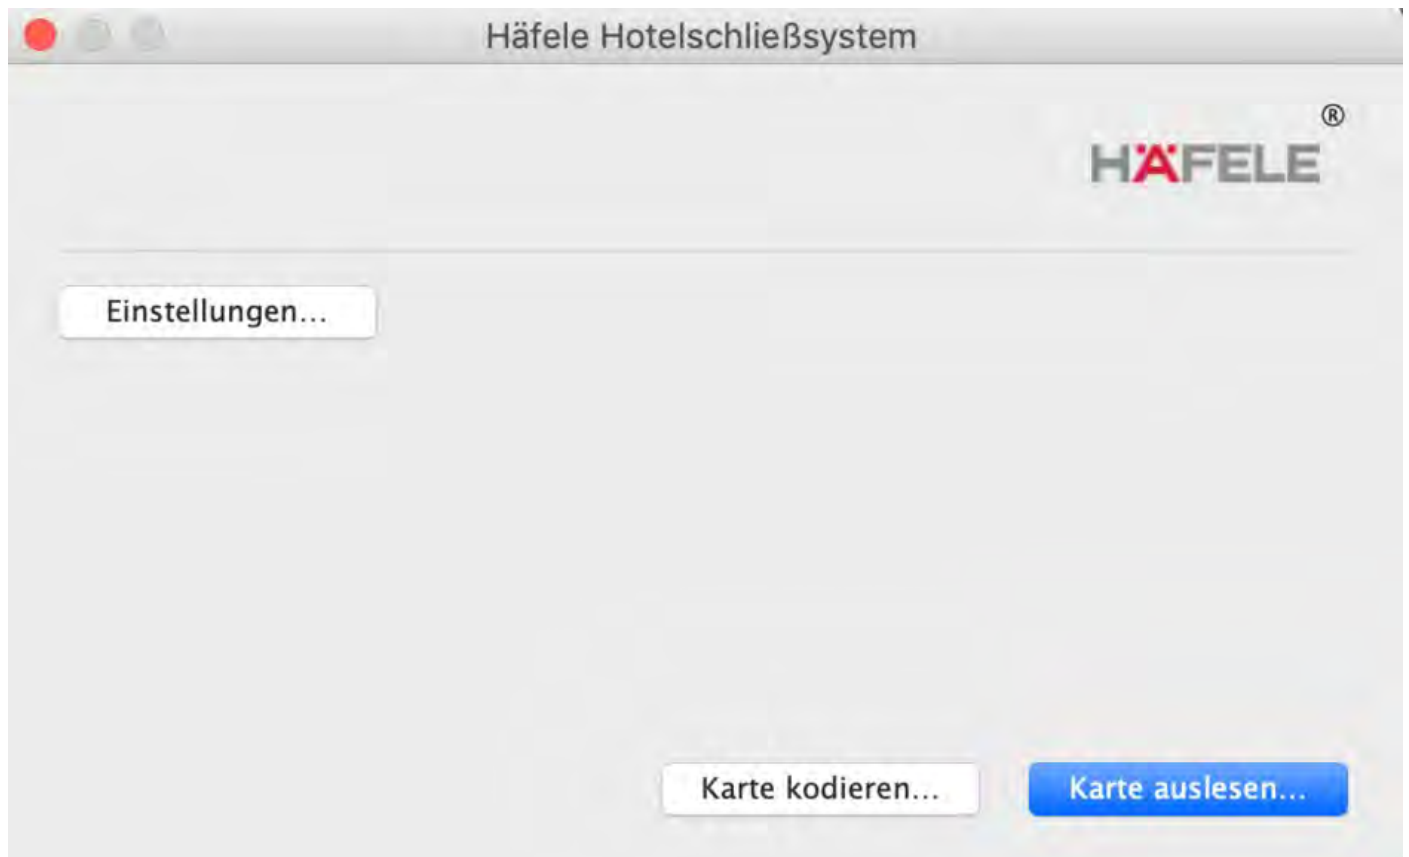 Häfele Hotelschließsystem
HÄFELE®
Einstellungen...
Karte kodieren...
Karte auslesen...